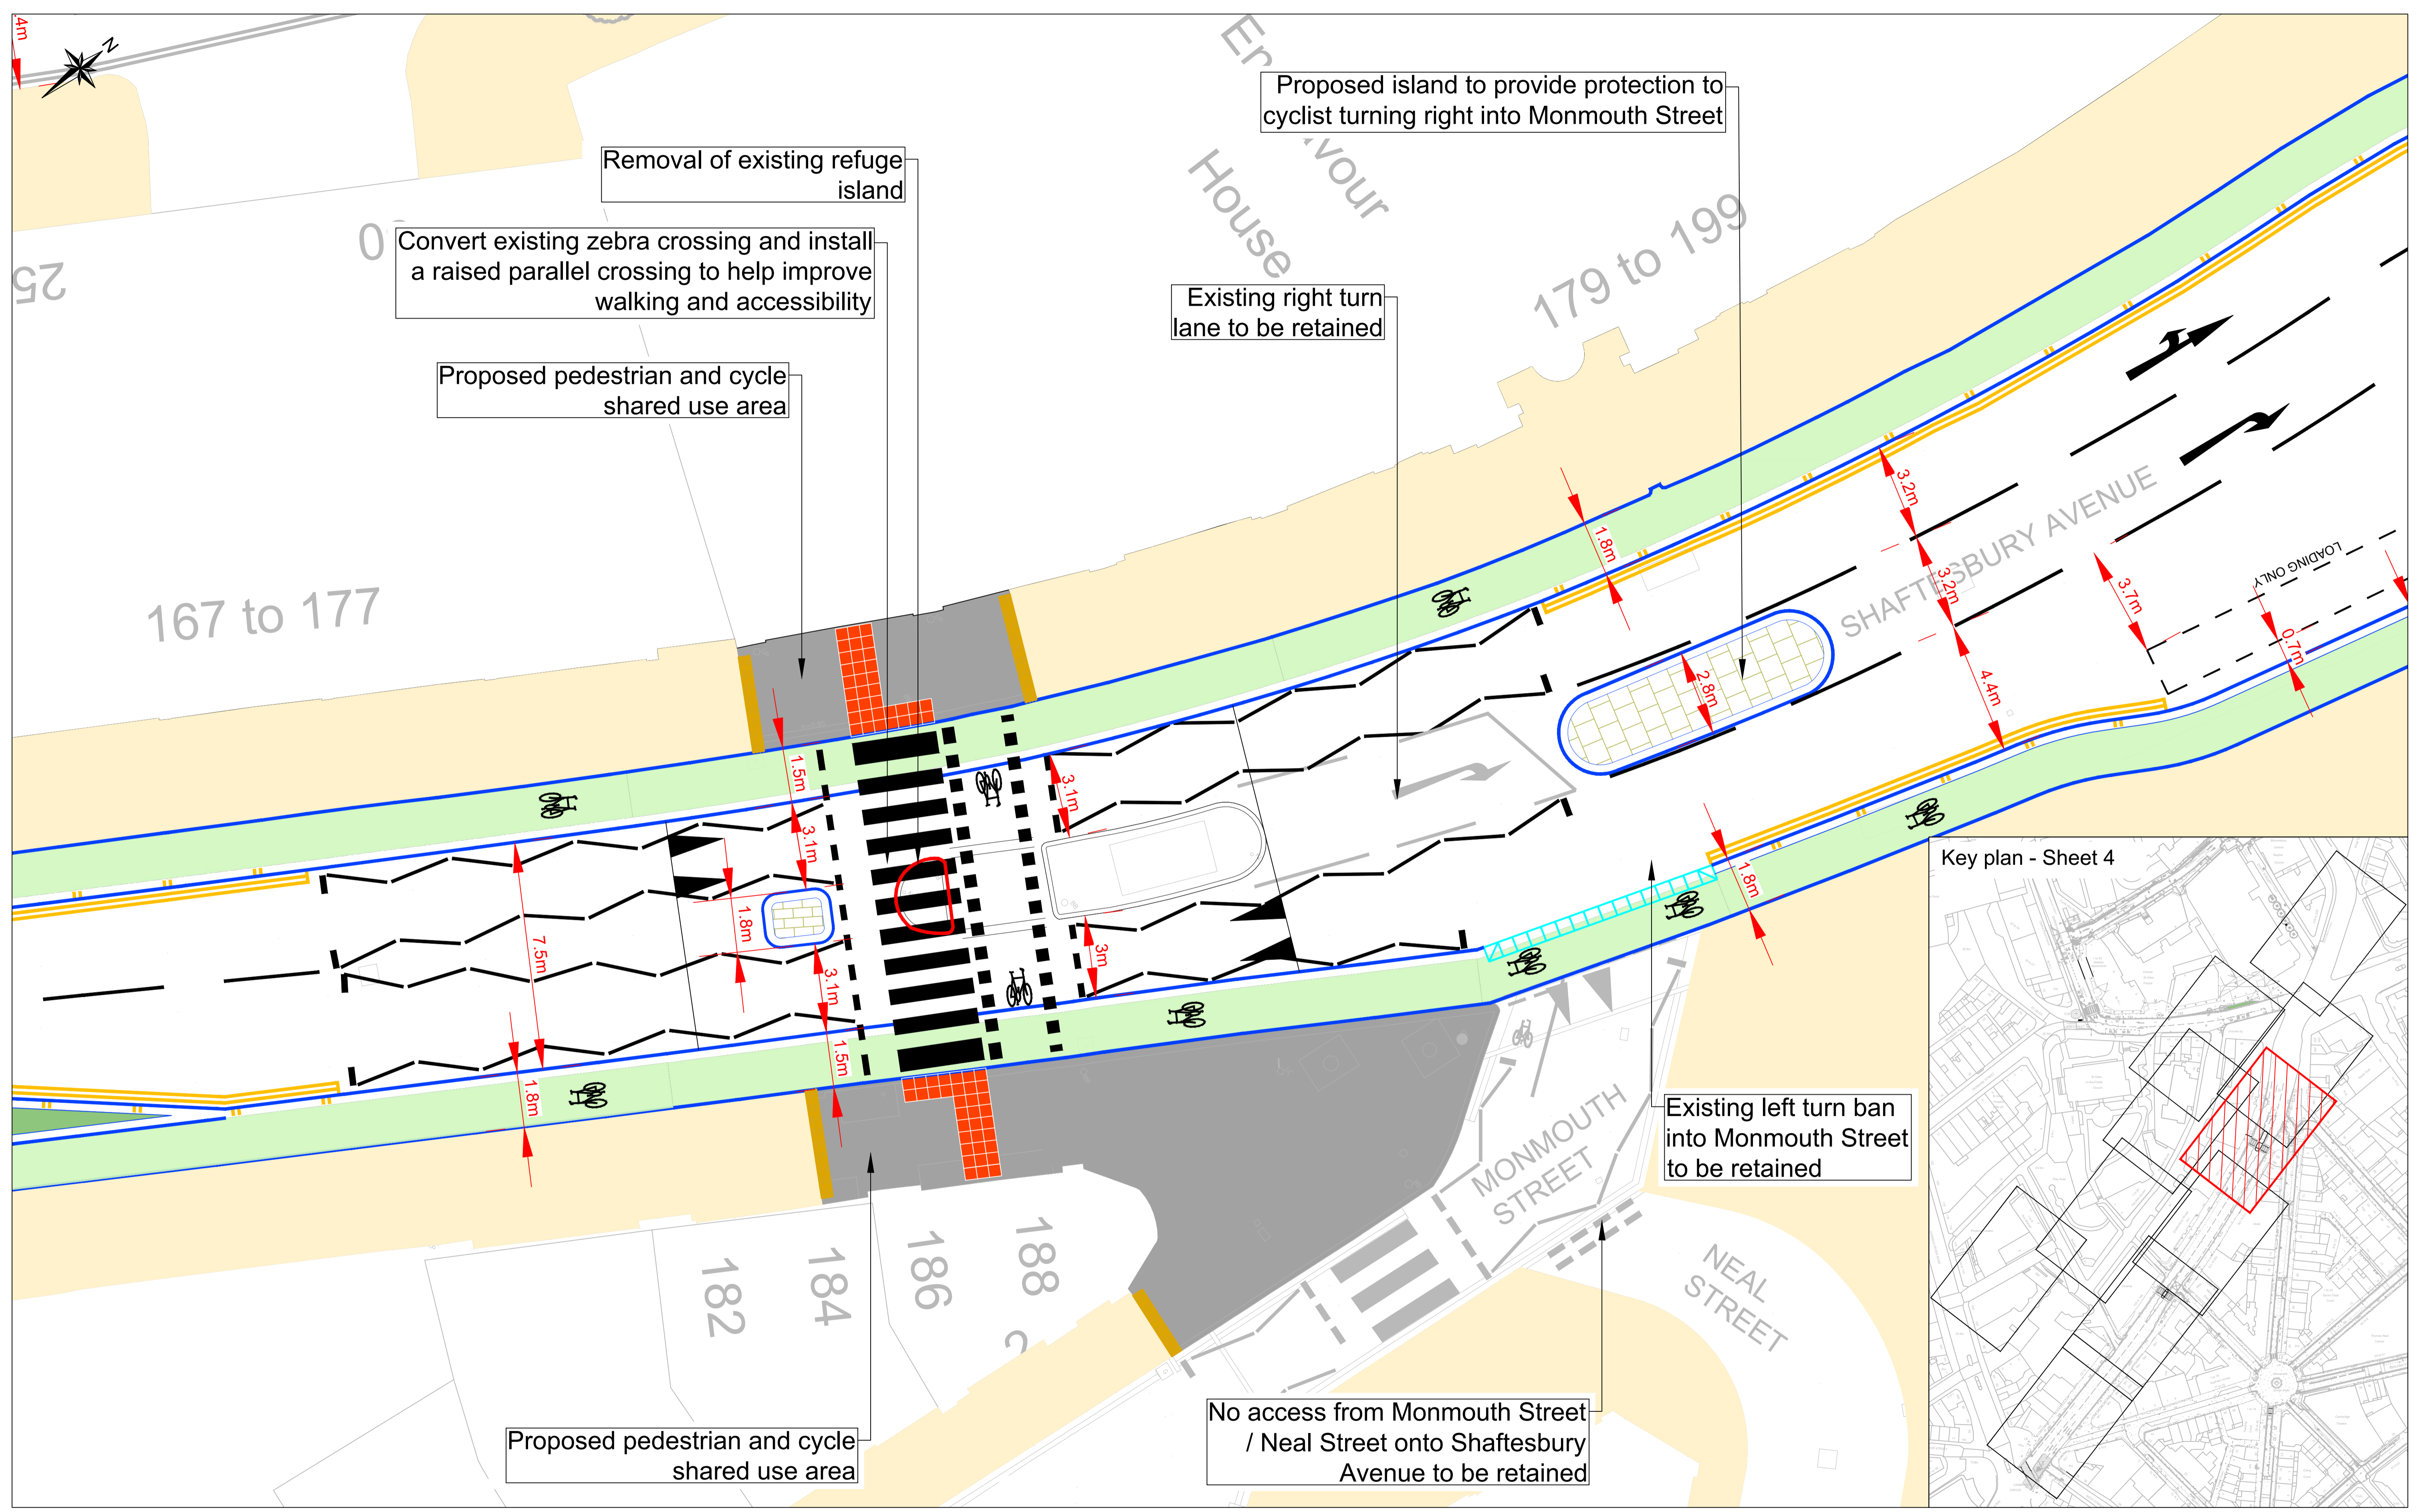 .4m
N
Proposed island to provide protection to
cyclist turning right into Monmouth Street
Removal of existing refuge
island
Convert existing zebra crossing and install
a raised parallel crossing to help improve
walking and accessibility
Proposed pedestrian and cycle
shared use area
Existing right turn
lane to be retained
House
179 to 199
25
0
167 to 177
SHAFTESBURY AVENUE
LOADING ONLY
3.2m
3.2m
3.7m
0.7m
4.4m
1.8m
2.8m
1.5m
3.1m
3.1m
1.8m
7.5m
3.1m
3m
1.5m
1.8m
1.8m
Key plan - Sheet 4
Existing left turn ban
into Monmouth Street
to be retained
MONMOUTH
STREET
NEAL
STREET
182
184
186
188
No access from Monmouth Street
/ Neal Street onto Shaftesbury
Avenue to be retained
Proposed pedestrian and cycle
shared use area